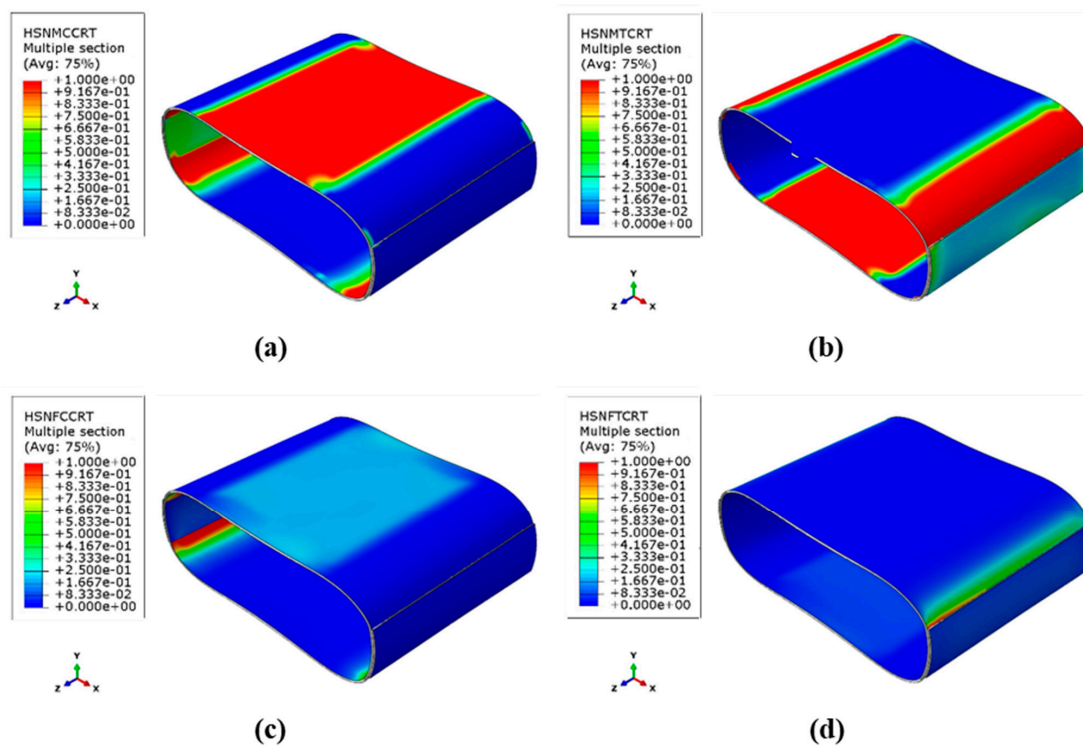 HSNMCCRT
Multiple section
(Avg: 75%)
+1.000e+00
+9.167e-01
+8.333e-01
+7.500e-01
+6.667e-01
+5.833e-01
+5.000e-01
+4.167e-01
+3.333e-01
+2.500e-01
+1.667e-01
+8.333e-02
+0.000e+00
Y
Z X
(a)
HSNMTCRT
Multiple section
(Avg: 75%)
+1.000e+00
+9.167e-01
+8.333e-01
+7.500e-01
+6.667e-01
+5.833e-01
+5.000e-01
+4.167e-01
+3.333e-01
+2.500e-01
+1.667e-01
+8.333e-02
+0.000e+00
Y
Z X
(b)
HSNFCCRT
Multiple section
(Avg: 75%)
+1.000e+00
+9.167e-01
+8.333e-01
+7.500e-01
+6.667e-01
+5.833e-01
+5.000e-01
+4.167e-01
+3.333e-01
+2.500e-01
+1.667e-01
+8.333e-02
+0.000e+00
Y
Z X
(c)
HSNFTCRT
Multiple section
(Avg: 75%)
+1.000e+00
+9.167e-01
+8.333e-01
+7.500e-01
+6.667e-01
+5.833e-01
+5.000e-01
+4.167e-01
+3.333e-01
+2.500e-01
+1.667e-01
+8.333e-02
+0.000e+00
Y
Z X
(d)